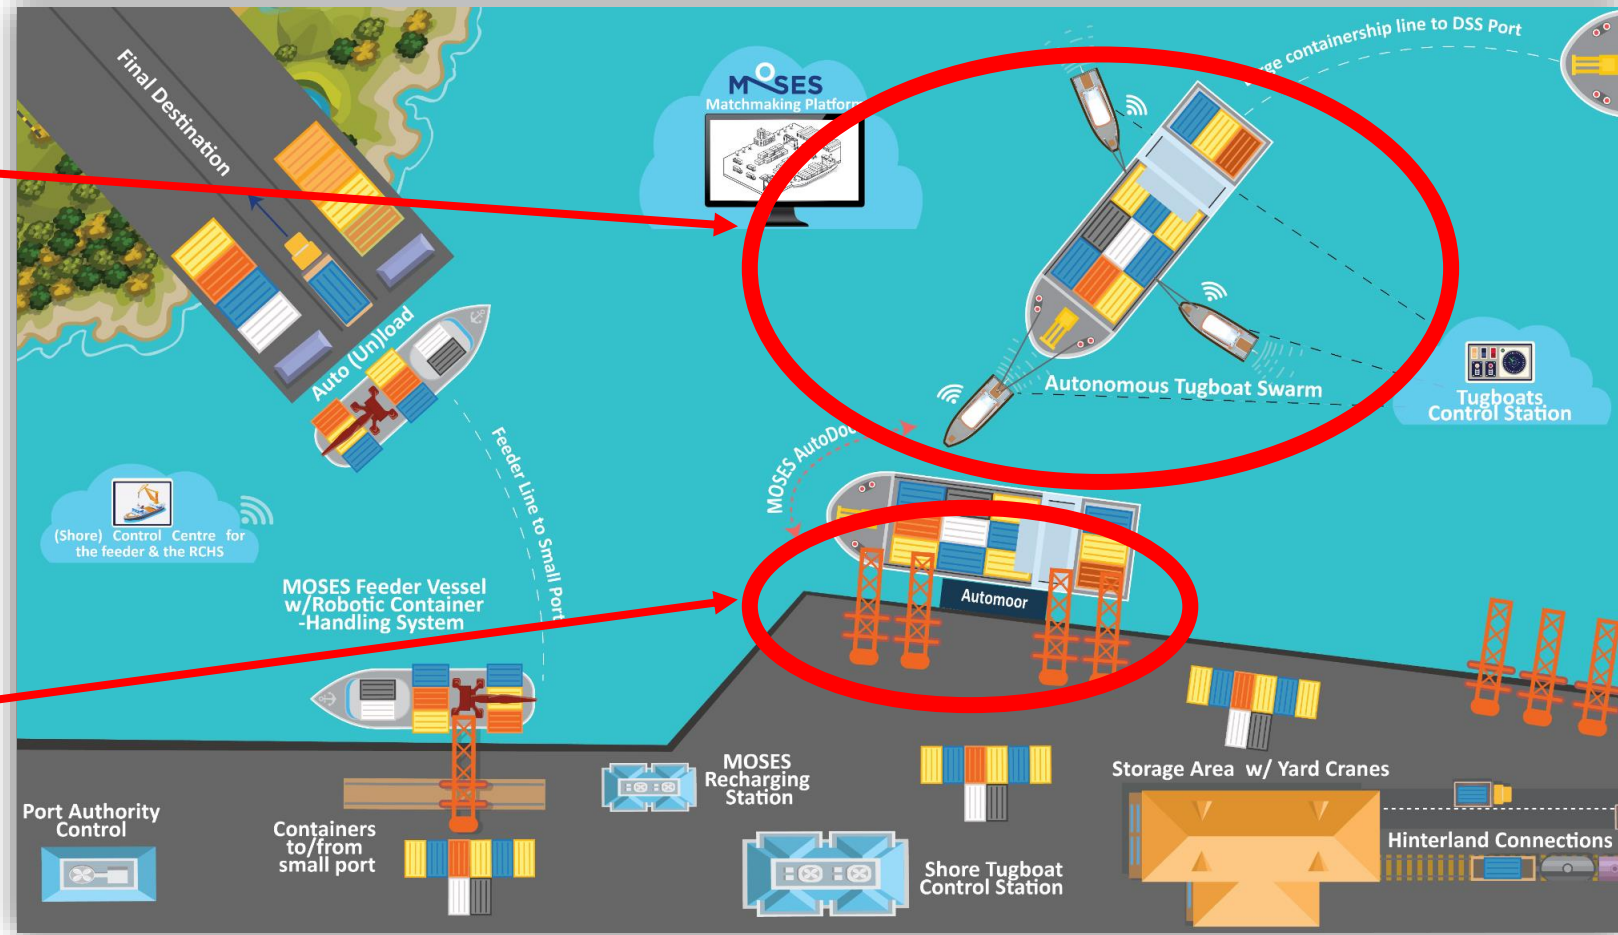 Final Destination
MOSES
Matchmaking Platform
containership line to DSS Port
Auto (Un)load
Autonomous Tugboat Swarm
Tugboats
Control Station
MOSES
Feeder Line to Small Port
(Shore) Control Centre for
the feeder & the RCHS
MOSES Feeder Vessel
w/Robotic Container
-Handling System
Automoor
MOSES
Recharging
Station
Storage Area w/ Yard Cranes
Port Authority
Control
Containers
to/from
small port
Shore Tugboat
Control Station
Hinterland Connections